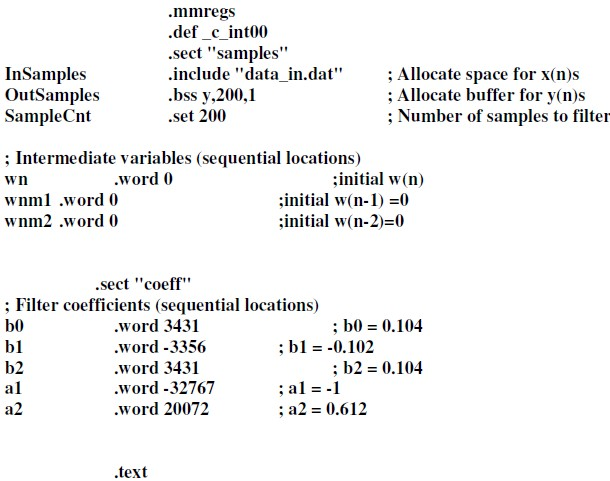 .mmregs
.def _c_int00
.sect "samples"
InSamples .include "data_in.dat" ; Allocate space for x(n)s
OutSamples .bss y,200,1 ; Allocate buffer for y(n)s
SampleCnt .set 200 ; Number of samples to filter
; Intermediate variables (sequential locations)
wn .word 0 ;initial w(n)
wnm1 .word 0 ;initial w(n-1) =0
wnm2 .word 0 ;initial w(n-2)=0
.sect "coeff"
; Filter coefficients (sequential locations)
b0 .word 3431 ; b0 = 0.104
b1 .word -3356 ; b1 = -0.102
b2 .word 3431 ; b2 = 0.104
a1 .word -32767 ; a1 = -1
a2 .word 20072 ; a2 = 0.612
.text